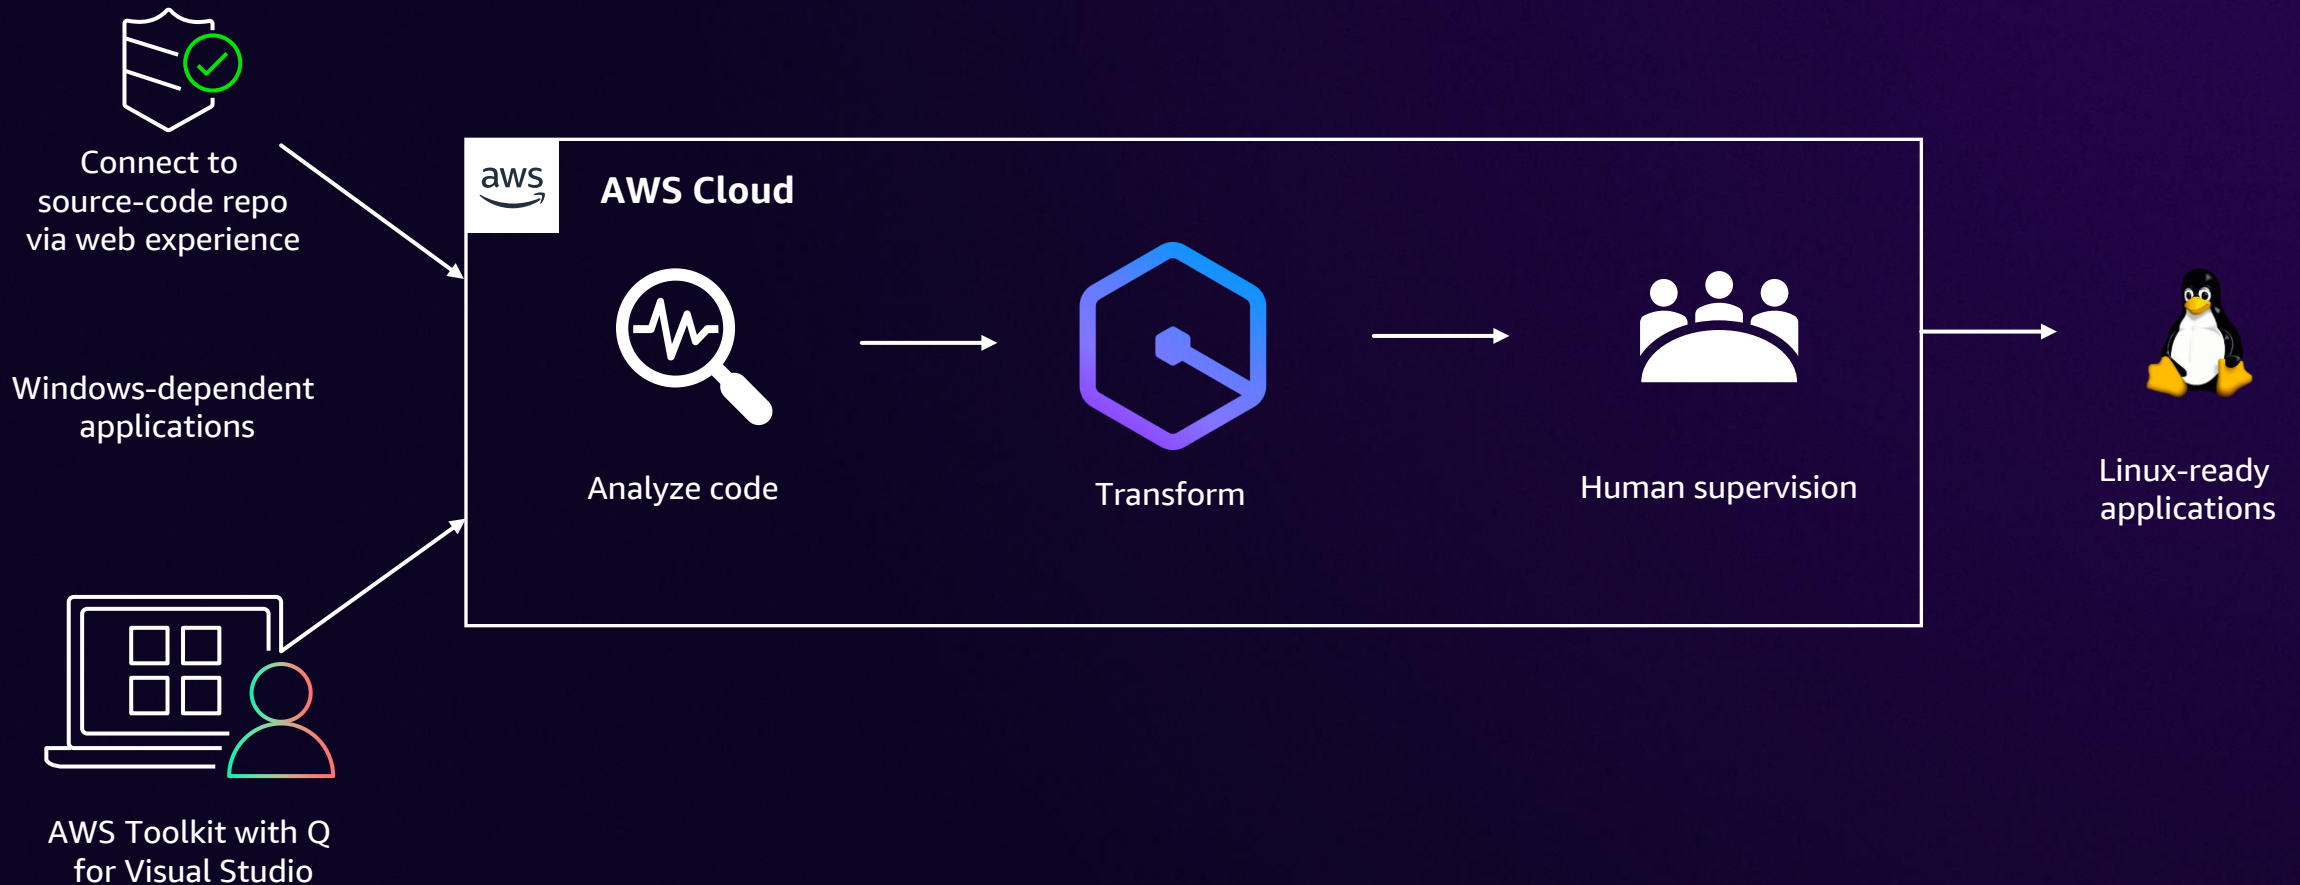 Connect to
source-code repo
via web experience
Windows-dependent
applications
AWS Toolkit with Q
for Visual Studio
aws
AWS Cloud
Analyze code
Transform
Human supervision
Linux-ready
applications